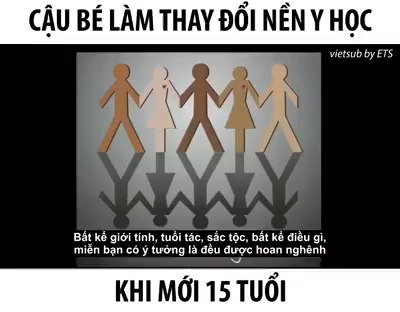 CẬU BÉ LÀM THAY ĐỔI NỀN Y HỌC
vietsub by ETS
Bất kể giới tính, tuổi tác, sắc tộc, bất kể điều gì,
miễn bạn có ý tưởng là đều được hoan nghênh
KHI MỚI 15 TUỔI